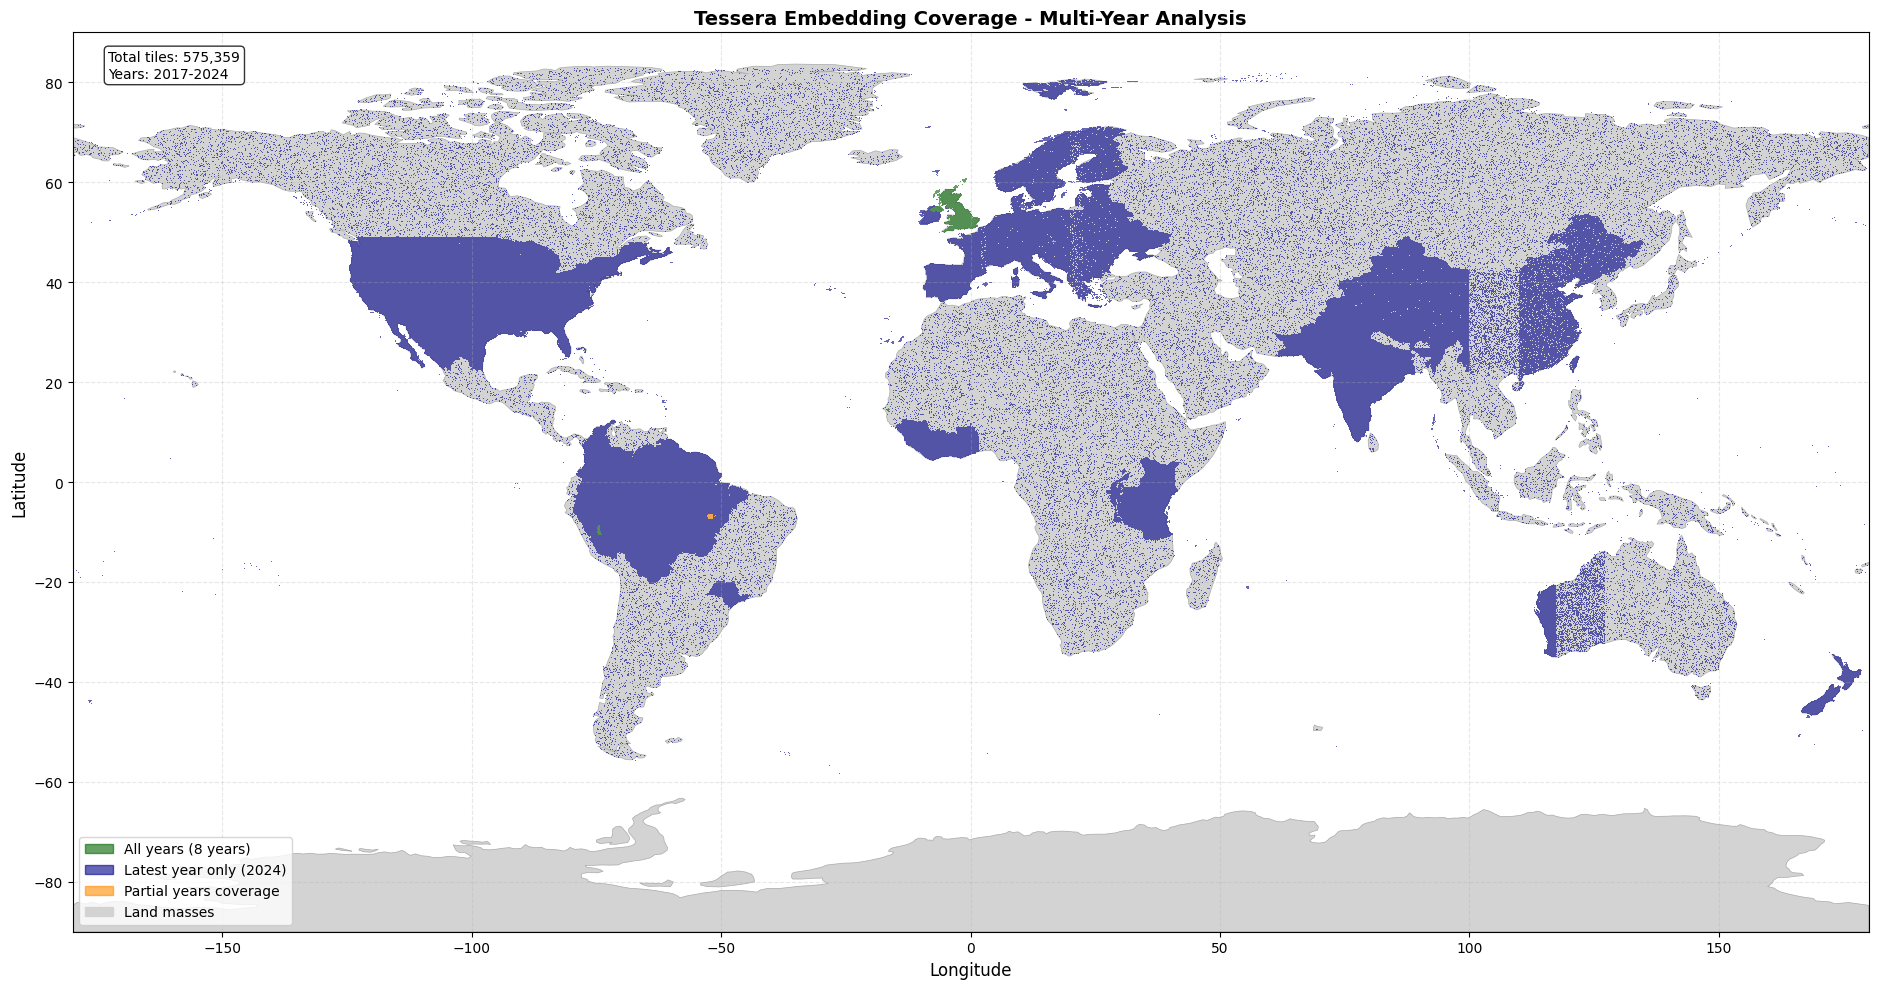 Tessera Embedding Coverage - Multi-Year Analysis
Total tiles: 575,359
Years: 2017-2024
80
60
40
20
0
−20
−40
−60
−80
Latitude
All years (8 years)
Latest year only (2024)
Partial years coverage
Land masses
−150
−100
−50
0
50
100
150
Longitude